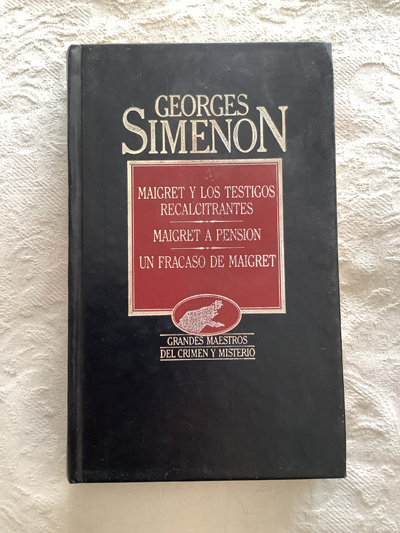 GEORGES
SIMENON
MAIGRET Y LOS TESTIGOS
RECALCITRANTES
MAIGRET A PENSION
UN FRACASO DE MAIGRET
GRANDES MAESTROS
DEL CRIMEN Y MISTERIO